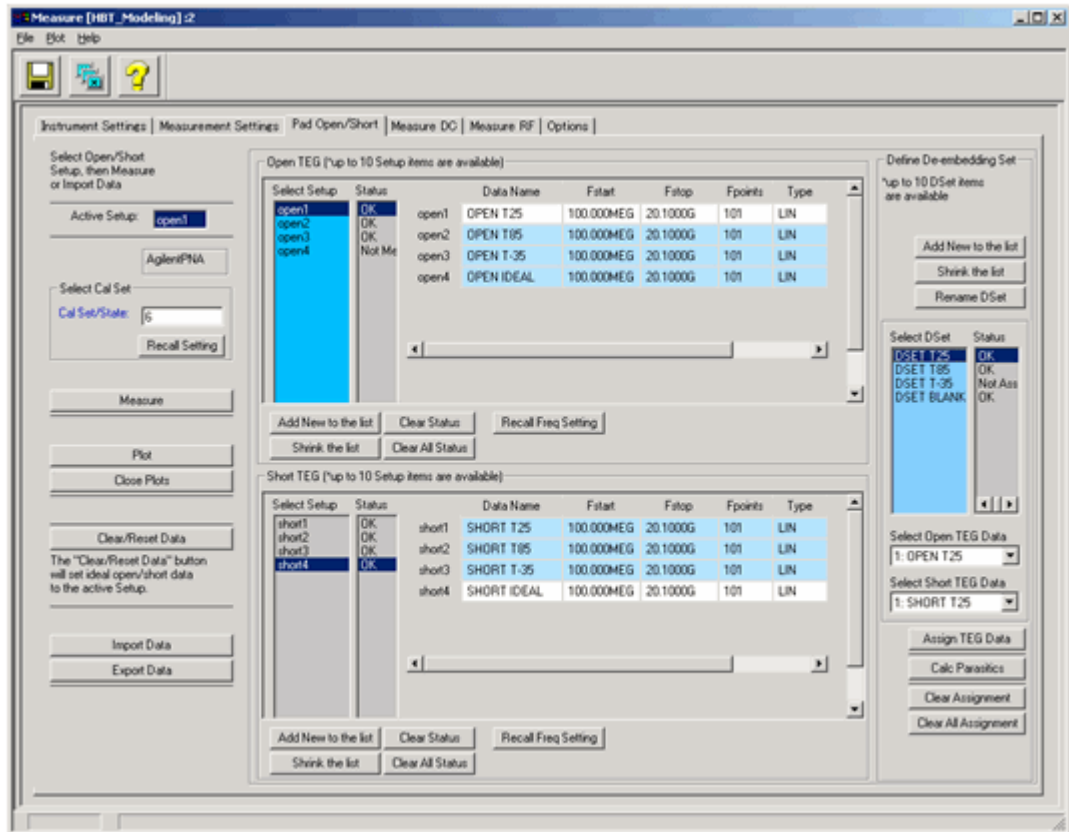 Measure [HBT_Modeling] :2
File Plot Help
Instrument Settings Measurement Settings Pad Open/Short Measure DC Measure RF Options
Select Open/Short
Setup, then Measure
or Import Data
Active Setup: open1
AgilentPNA
Select Cal Set
Cal Set/State: 6
Recall Setting
Measure
Plot
Close Plots
Clear/Reset Data
The "Clear/Reset Data" button
will set ideal open/short data
to the active Setup.
Import Data
Export Data
Open TEG (*up to 10 Setup items are available)
Select Setup Status Data Name Fstart Fstop Fpoints Type
open1 OK open1 OPEN T25 100.000MEG 20.1000G 101 LIN
open2 OK open2 OPEN T85 100.000MEG 20.1000G 101 LIN
open3 OK open3 OPEN T-35 100.000MEG 20.1000G 101 LIN
open4 Not Me open4 OPEN IDEAL 100.000MEG 20.1000G 101 LIN
Add New to the list Clear Status Recall Freq Setting
Shrink the list Clear All Status
Short TEG (*up to 10 Setup items are available)
Select Setup Status Data Name Fstart Fstop Fpoints Type
short1 OK short1 SHORT T25 100.000MEG 20.1000G 101 LIN
short2 OK short2 SHORT T85 100.000MEG 20.1000G 101 LIN
short3 OK short3 SHORT T-35 100.000MEG 20.1000G 101 LIN
short4 OK short4 SHORT IDEAL 100.000MEG 20.1000G 101 LIN
Add New to the list Clear Status Recall Freq Setting
Shrink the list Clear All Status
Define De-embedding Set
*up to 10 DSet items
are available
Add New to the list
Shrink the list
Rename DSet
Select DSet Status
DSET T25 OK
DSET T85 OK
DSET T-35 Not Ass
DSET BLANK OK
Select Open TEG Data
1: OPEN T25
Select Short TEG Data
1: SHORT T25
Assign TEG Data
Calc Parasitics
Clear Assignment
Clear All Assignment